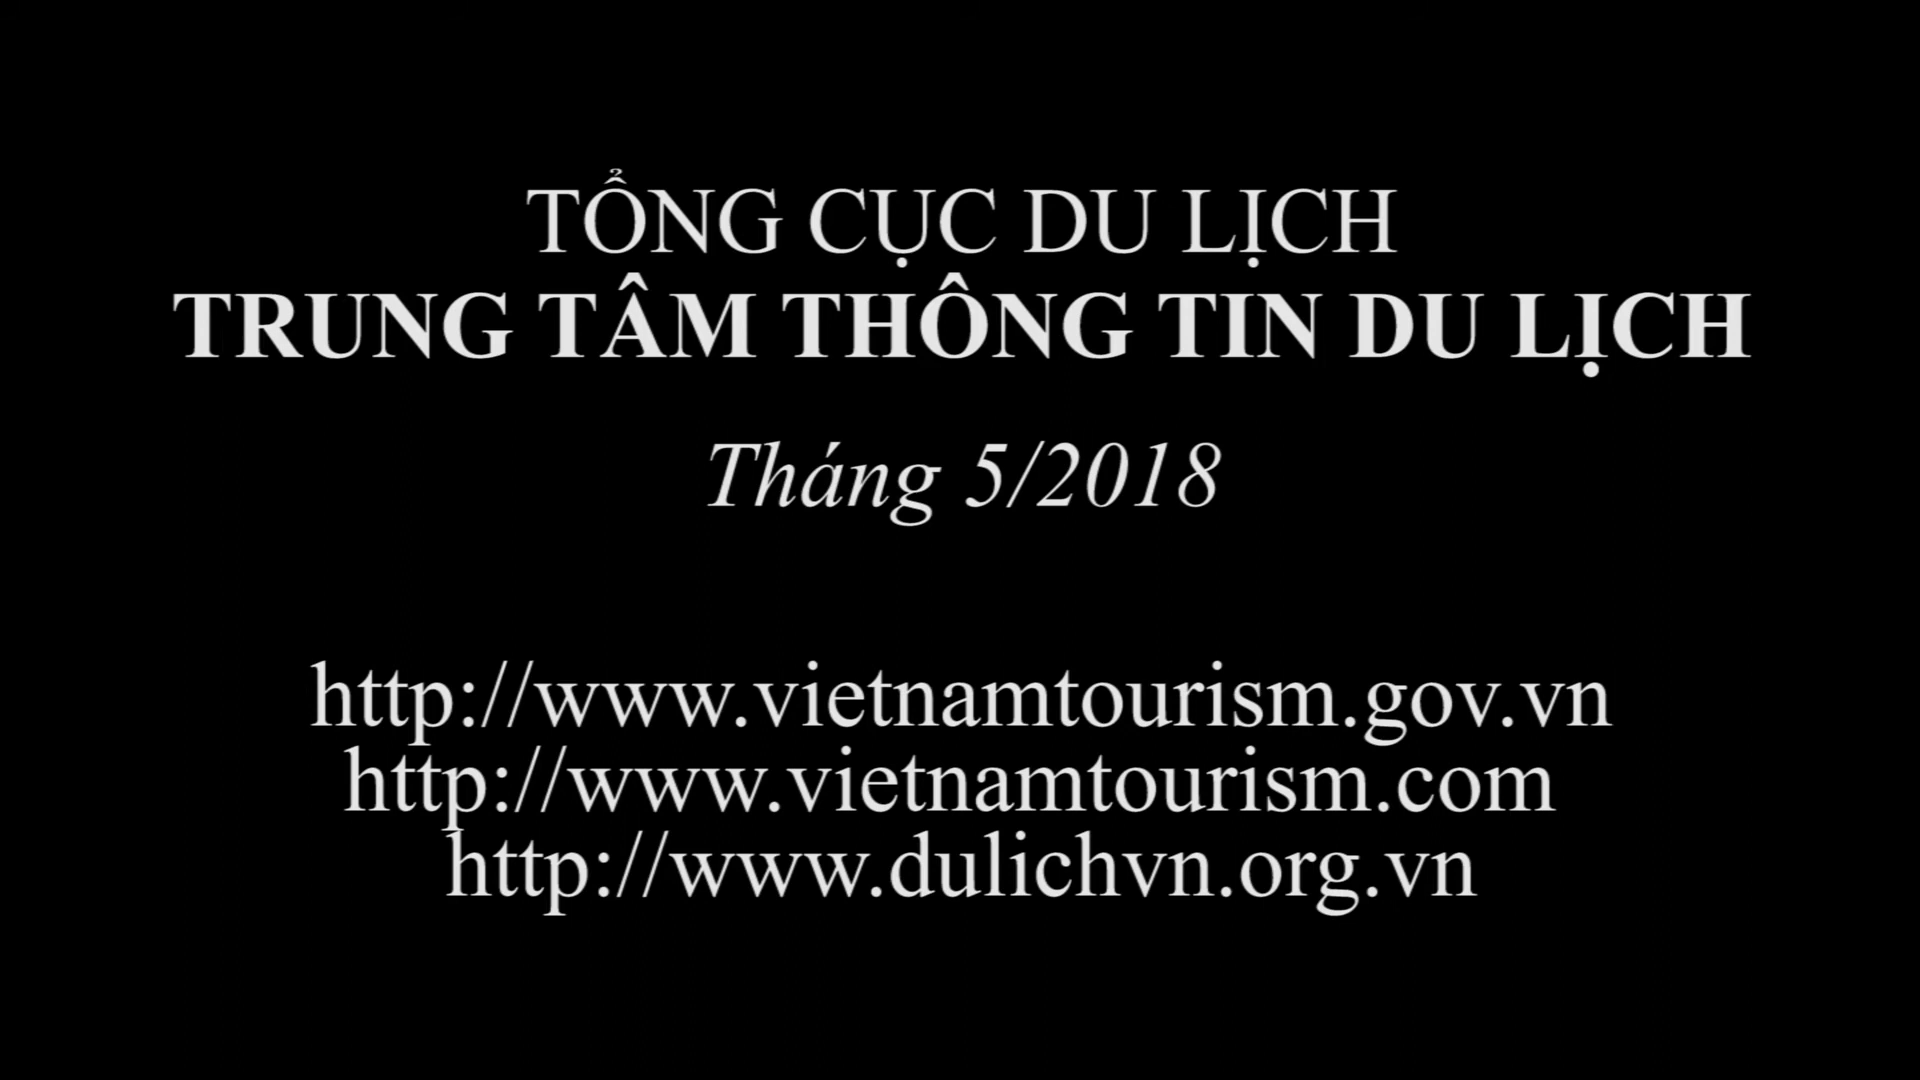 TỔNG CỤC DU LỊCH
TRUNG TÂM THÔNG TIN DU LỊCH
Tháng 5/2018
http://www.vietnamtourism.gov.vn
http://www.vietnamtourism.com
http://www.dulichvn.org.vn